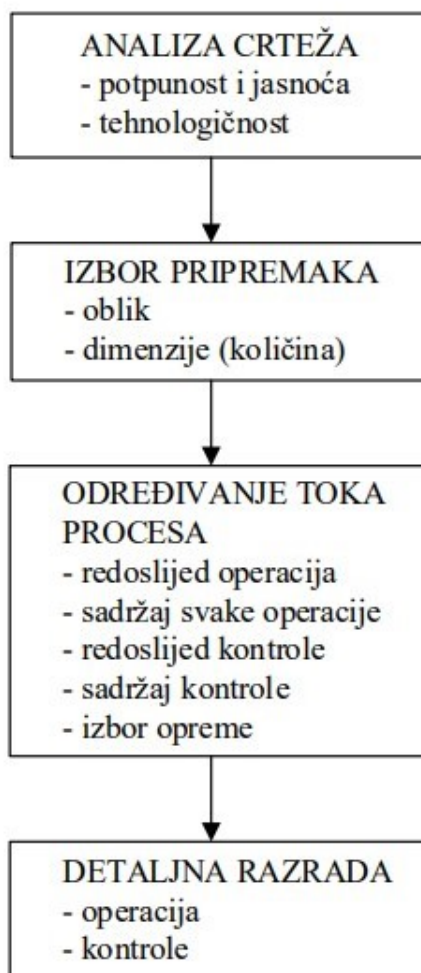 ANALIZA CRTEŽA
- potpunost i jasnoća
- tehnologičnost
IZBOR PRIPREMAKA
- oblik
- dimenzije (količina)
ODREĐIVANJE TOKA
PROCESA
- redoslijed operacija
- sadržaj svake operacije
- redoslijed kontrole
- sadržaj kontrole
- izbor opreme
DETALJNA RAZRADA
- operacija
- kontrole